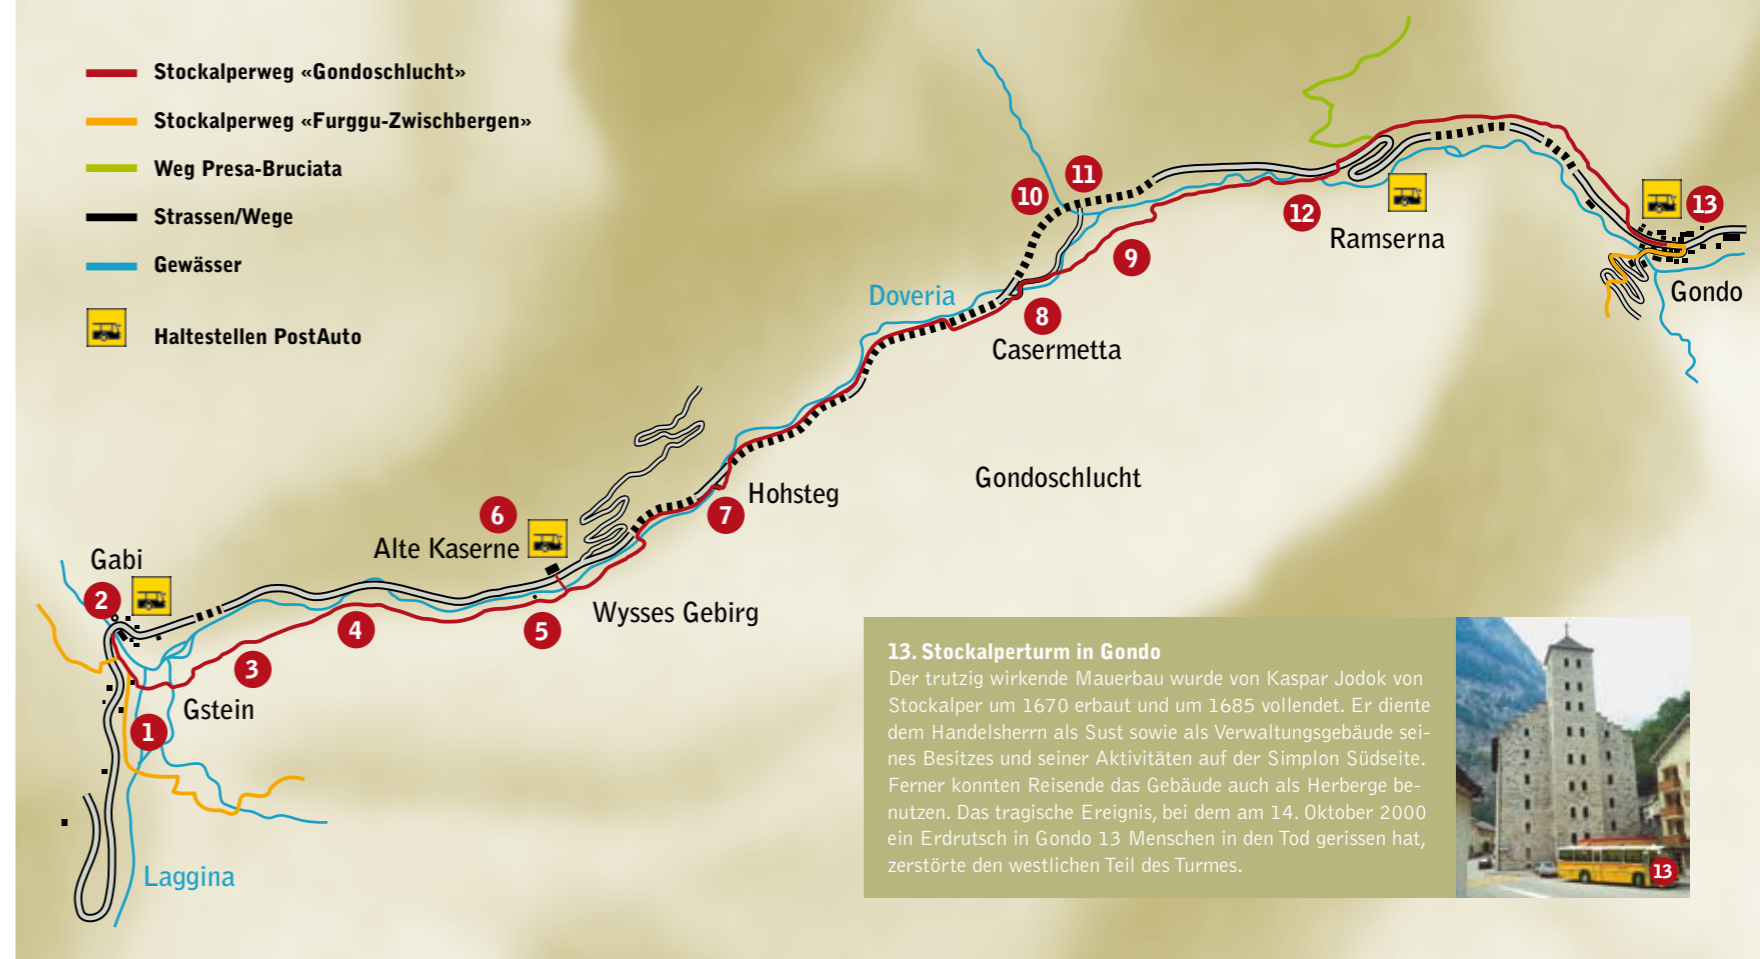 Stockalperweg «Gondoschlucht»
Stockalperweg «Furggu-Zwischbergen»
Weg Presa-Bruciata
Strassen/Wege
Gewässer
Haltestellen PostAuto
11
10
13
12
Ramserna
9
Gondo
Doveria
8
Casermetta
Gondoschlucht
Hohsteg
7
6
Alte Kaserne
Gabi
2
Wysses Gebirg
4
5
3
Gstein
1
Laggina
13. Stockalperturm in Gondo
Der trutzig wirkende Mauerbau wurde von Kaspar Jodok von
Stockalper um 1670 erbaut und um 1685 vollendet. Er diente
dem Handelsherrn als Sust sowie als Verwaltungsgebäude sei-
nes Besitzes und seiner Aktivitäten auf der Simplon Südseite.
Ferner konnten Reisende das Gebäude auch als Herberge be-
nutzen. Das tragische Ereignis, bei dem am 14. Oktober 2000
ein Erdrutsch in Gondo 13 Menschen in den Tod gerissen hat,
zerstörte den westlichen Teil des Turmes.
13